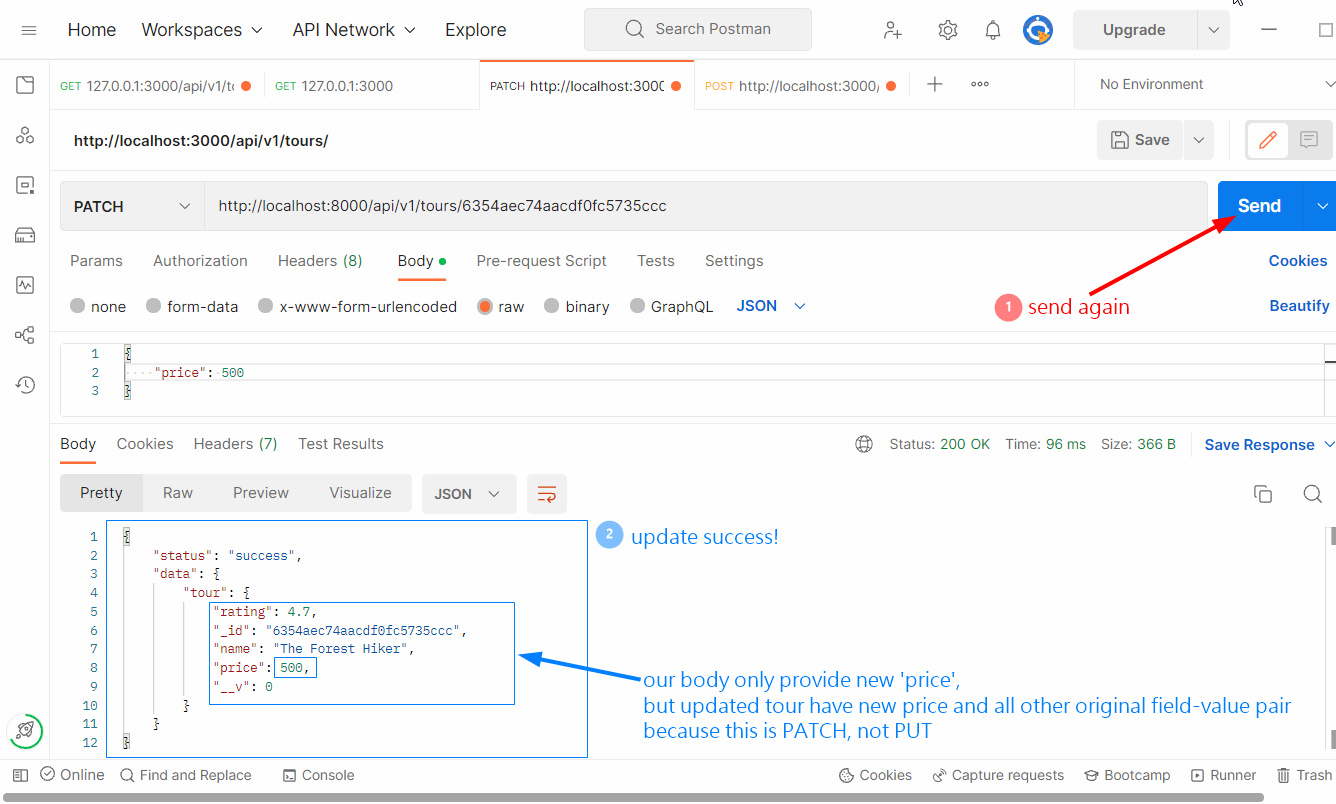 Home Workspaces API Network Explore Search Postman Upgrade
GET 127.0.0.1:3000/api/v1/t GET 127.0.0.1:3000 PATCH http://localhost:3000 POST http://localhost:3000/ No Environment
http://localhost:3000/api/v1/tours/ Save
PATCH http://localhost:8000/api/v1/tours/6354aec74aacdf0fc5735ccc Send
Params Authorization Headers (8) Body Pre-request Script Tests Settings Cookies
none form-data x-www-form-urlencoded raw binary GraphQL JSON Beautify
1 send again
1 {
2 "price": 500
3 }
Body Cookies Headers (7) Test Results Status: 200 OK Time: 96 ms Size: 366 B Save Response
Pretty Raw Preview Visualize JSON
2 update success!
1 {
2 "status": "success",
3 "data": {
4 "tour": {
5 "rating": 4.7,
6 "_id": "6354aec74aacdf0fc5735ccc",
7 "name": "The Forest Hiker",
8 "price": 500,
9 "__v": 0
10 }
11 }
12 }
our body only provide new 'price',
but updated tour have new price and all other original field-value pair
because this is PATCH, not PUT
Online Find and Replace Console Cookies Capture requests Bootcamp Runner Trash